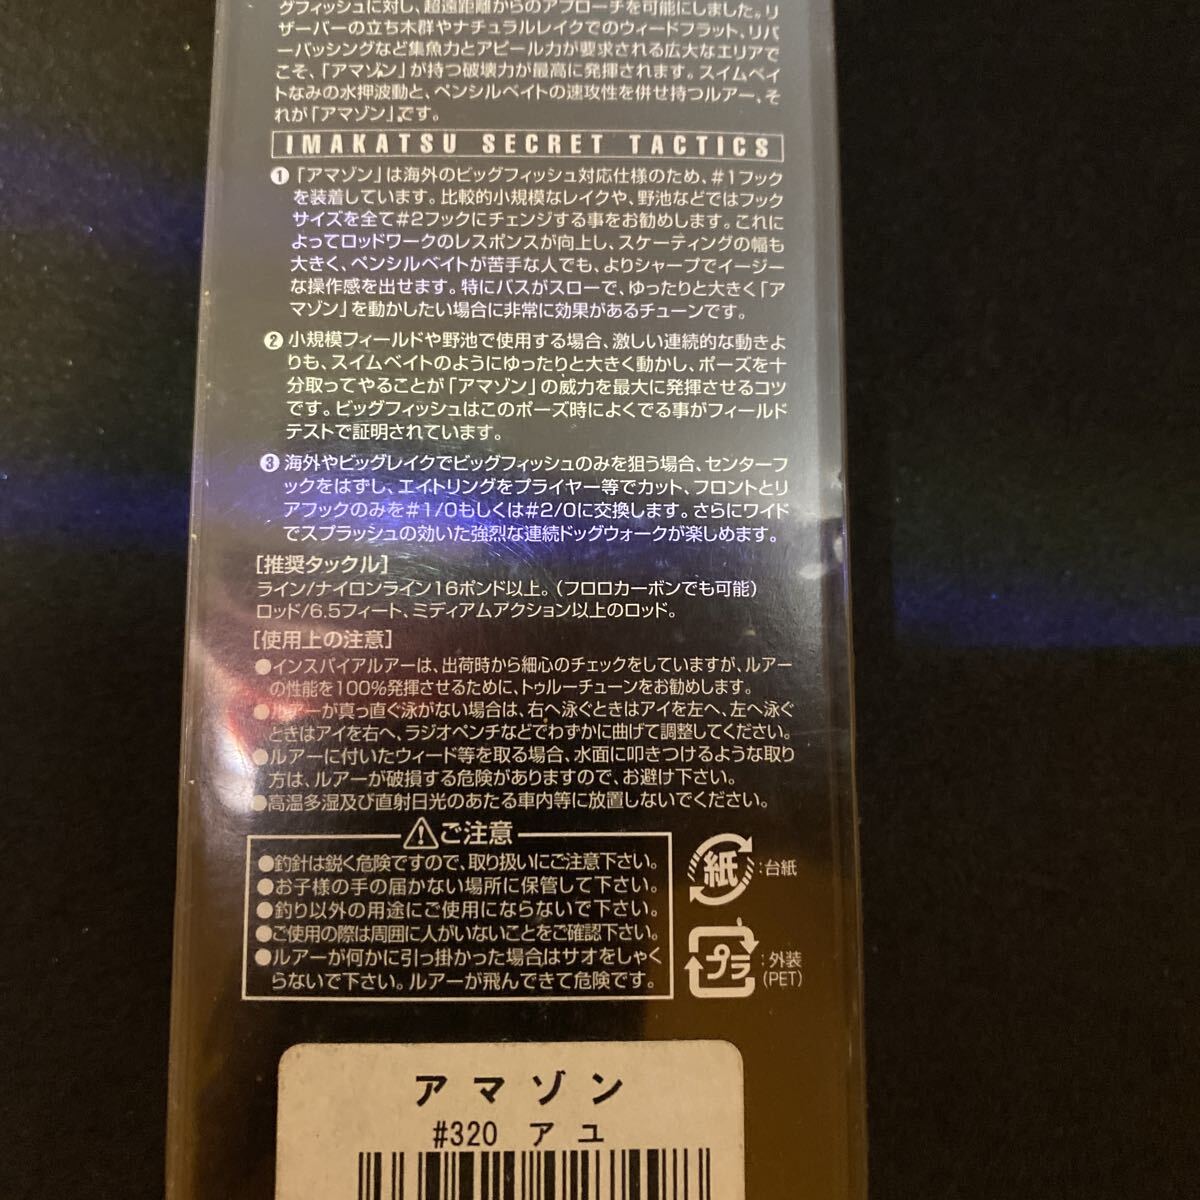 グフィッシュに対し、超遠距離からのアプローチを可能にしました。リ
ザーバーの立ち木群やナチュラルレイクでのウィードフラット、リバ
ーバッシングなど集魚力とアピール力が要求される広大なエリアで
こそ、「アマゾン」が持つ破壊力が最高に発揮されます。スイムベイ
トなみの水押波動と、ペンシルベイトの速攻性を併せ持つルアー、そ
れが「アマゾン」です。
IMAKATSU SECRET TACTICS
❶「アマゾン」は海外のビッグフィッシュ対応仕様のため、#1フック
を装着しています。比較的小規模なレイクや、野池などではフック
サイズを全て#2フックにチェンジする事をお勧めします。これに
よってロッドワークのレスポンスが向上し、スケーティングの幅も
大きく、ペンシルベイトが苦手な人でも、よりシャープでイージー
な操作感を出せます。特にバスがスローで、ゆったりと大きく「ア
マゾン」を動かしたい場合に非常に効果があるチューンです。
❷小規模フィールドや野池で使用する場合、激しい連続的な動きよ
りも、スイムベイトのようにゆったりと大きく動かし、ポーズを十
分取ってやることが「アマゾン」の威力を最大に発揮させるコツ
です。ビッグフィッシュはこのポーズ時によくでる事がフィールド
テストで証明されています。
❸海外やビッグレイクでビッグフィッシュのみを狙う場合、センターフ
ックをはずし、エイトリングをプライヤー等でカット、フロントとリ
アフックのみを#1/0もしくは#2/0に交換します。さらにワイド
でスプラッシュの効いた強烈な連続ドッグウォークが楽しめます。
[推奨タックル]
ライン/ナイロンライン16ポンド以上。(フロロカーボンでも可能)
ロッド/6.5フィート、ミディアムアクション以上のロッド。
[使用上の注意]
●インスパイアルアーは、出荷時から細心のチェックをしていますが、ルアー
の性能を100%発揮させるために、トゥルーチューンをお勧めします。
●ルアーが真っ直ぐ泳がない場合は、右へ泳ぐときはアイを左へ、左へ泳ぐ
ときはアイを右へ、ラジオペンチなどでわずかに曲げて調整してください。
●ルアーに付いたウィード等を取る場合、水面に叩きつけるような取り
方は、ルアーが破損する危険がありますので、お避け下さい。
●高温多湿及び直射日光のあたる車内等に放置しないでください。
⚠ご注意
●釣針は鋭く危険ですので、取り扱いにご注意下さい。
●お子様の手の届かない場所に保管して下さい。
●釣り以外の用途にご使用にならないで下さい。
●ご使用の際は周囲に人がいないことをご確認下さい。
●ルアーが何かに引っ掛かった場合はサオをしゃく
らないで下さい。ルアーが飛んできて危険です。
紙:台紙
プラ:外装
(PET)
アマゾン
#320 アユ